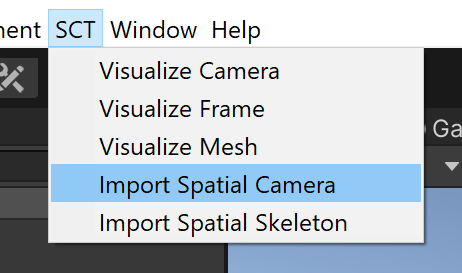 ment SCT Window Help
Visualize Camera
Visualize Frame
Visualize Mesh
Ga
Import Spatial Camera
Import Spatial Skeleton